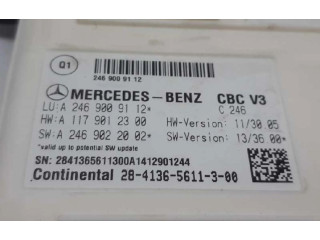 Q1
246 900 9112
MERCEDES-BENZ CBC V3
LU: A 246 900 91 12* C 246
HW: A 117 901 23 00 HW-Version: 11/30.05
SW: A 246 902 20 02* SW-Version: 13/36 00*
*valid up to potential SW update
SN: 2841365611300A1412901244
Continental 28-4136-5611-3-00